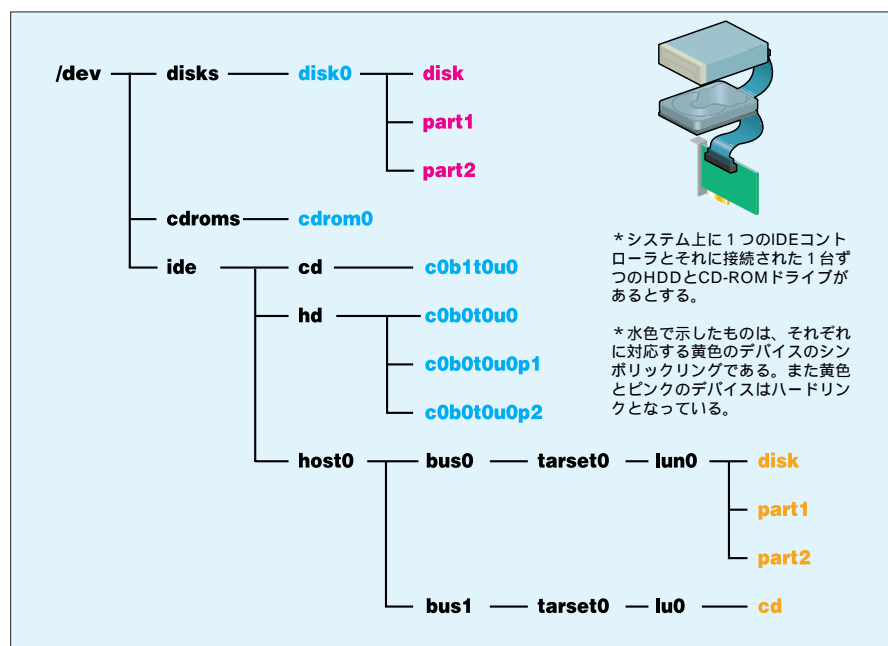 /dev disks disk0 disk
part1
part2
cdroms cdrom0
ide cd c0b1t0u0
hd c0b0t0u0
c0b0t0u0p1
c0b0t0u0p2
host0 bus0 tarset0 lun0 disk
part1
part2
bus1 tarset0 lu0 cd
*システム上に1つのIDEコント
ローラとそれに接続された1台ず
つのHDDとCD-ROMドライブが
あるとする。
*水色で示したものは、それぞれ
に対応する黄色のデバイスのシン
ボリックリングである。また黄色
とピンクのデバイスはハードリン
クとなっている。